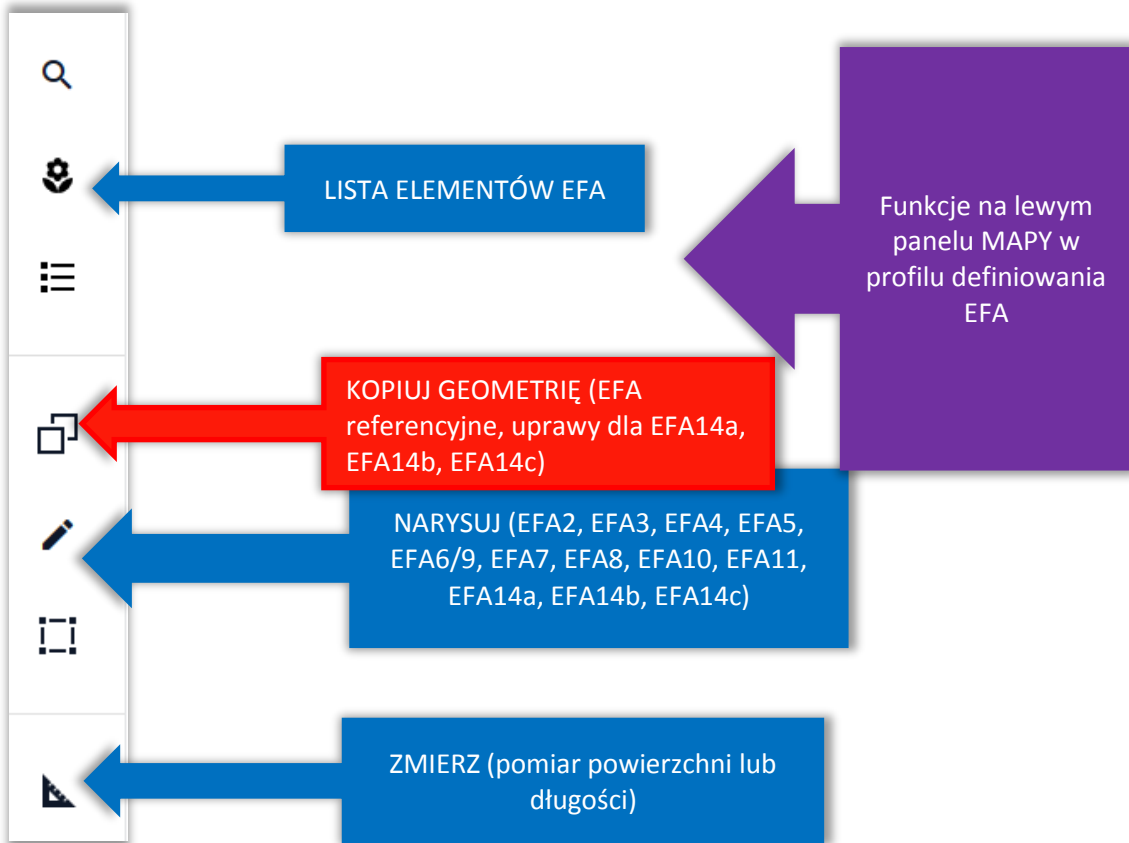 LISTA ELEMENTÓW EFA
Funkcje na lewym
panelu MAPY w
profilu definiowania
EFA
KOPIUJ GEOMETRIĘ (EFA
referencyjne, uprawy dla EFA14a,
EFA14b, EFA14c)
NARYSUJ (EFA2, EFA3, EFA4, EFA5,
EFA6/9, EFA7, EFA8, EFA10, EFA11,
EFA14a, EFA14b, EFA14c)
ZMIERZ (pomiar powierzchni lub
długości)